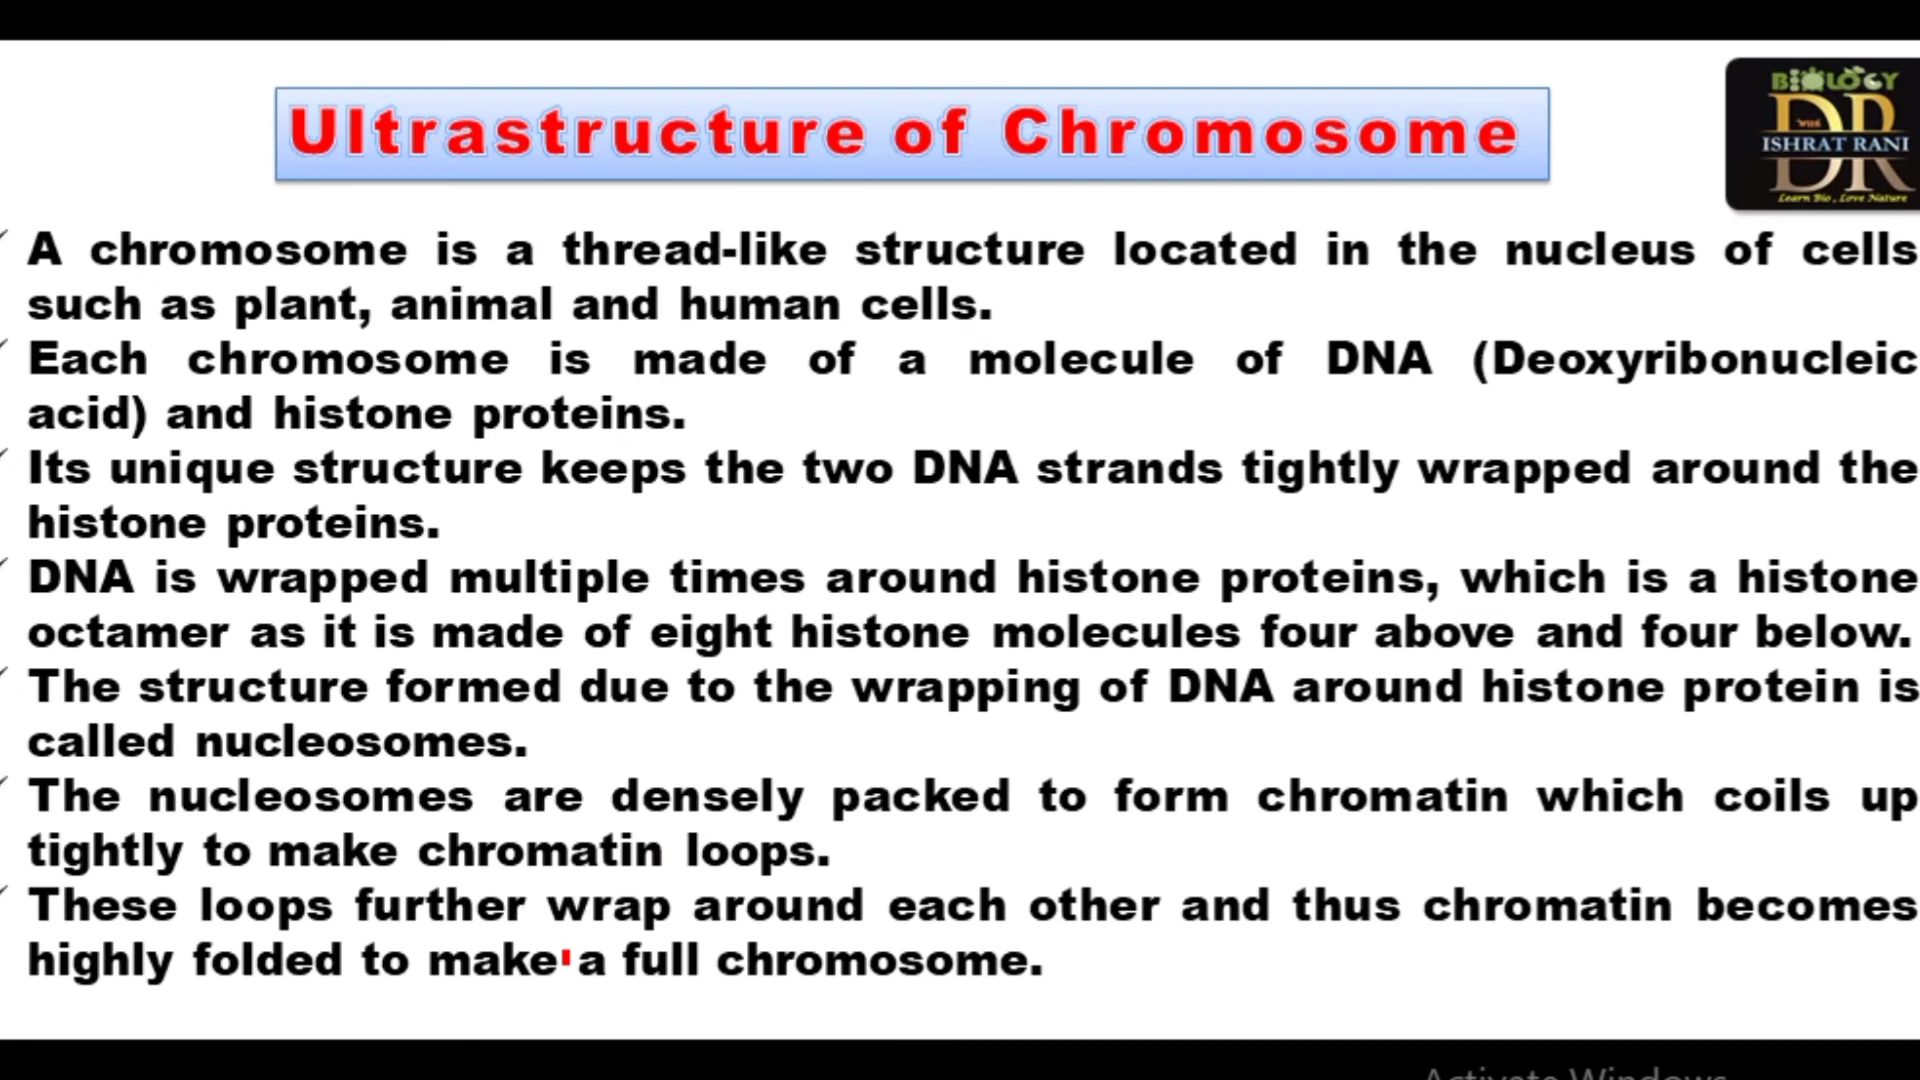 Ultrastructure of Chromosome
BIOLOGY
With
DR
ISHRAT RANI
Learn Bio , Love Nature
A chromosome is a thread-like structure located in the nucleus of cells
such as plant, animal and human cells.
Each chromosome is made of a molecule of DNA (Deoxyribonucleic
acid) and histone proteins.
Its unique structure keeps the two DNA strands tightly wrapped around the
histone proteins.
DNA is wrapped multiple times around histone proteins, which is a histone
octamer as it is made of eight histone molecules four above and four below.
The structure formed due to the wrapping of DNA around histone protein is
called nucleosomes.
The nucleosomes are densely packed to form chromatin which coils up
tightly to make chromatin loops.
These loops further wrap around each other and thus chromatin becomes
highly folded to make a full chromosome.
Activate Windows